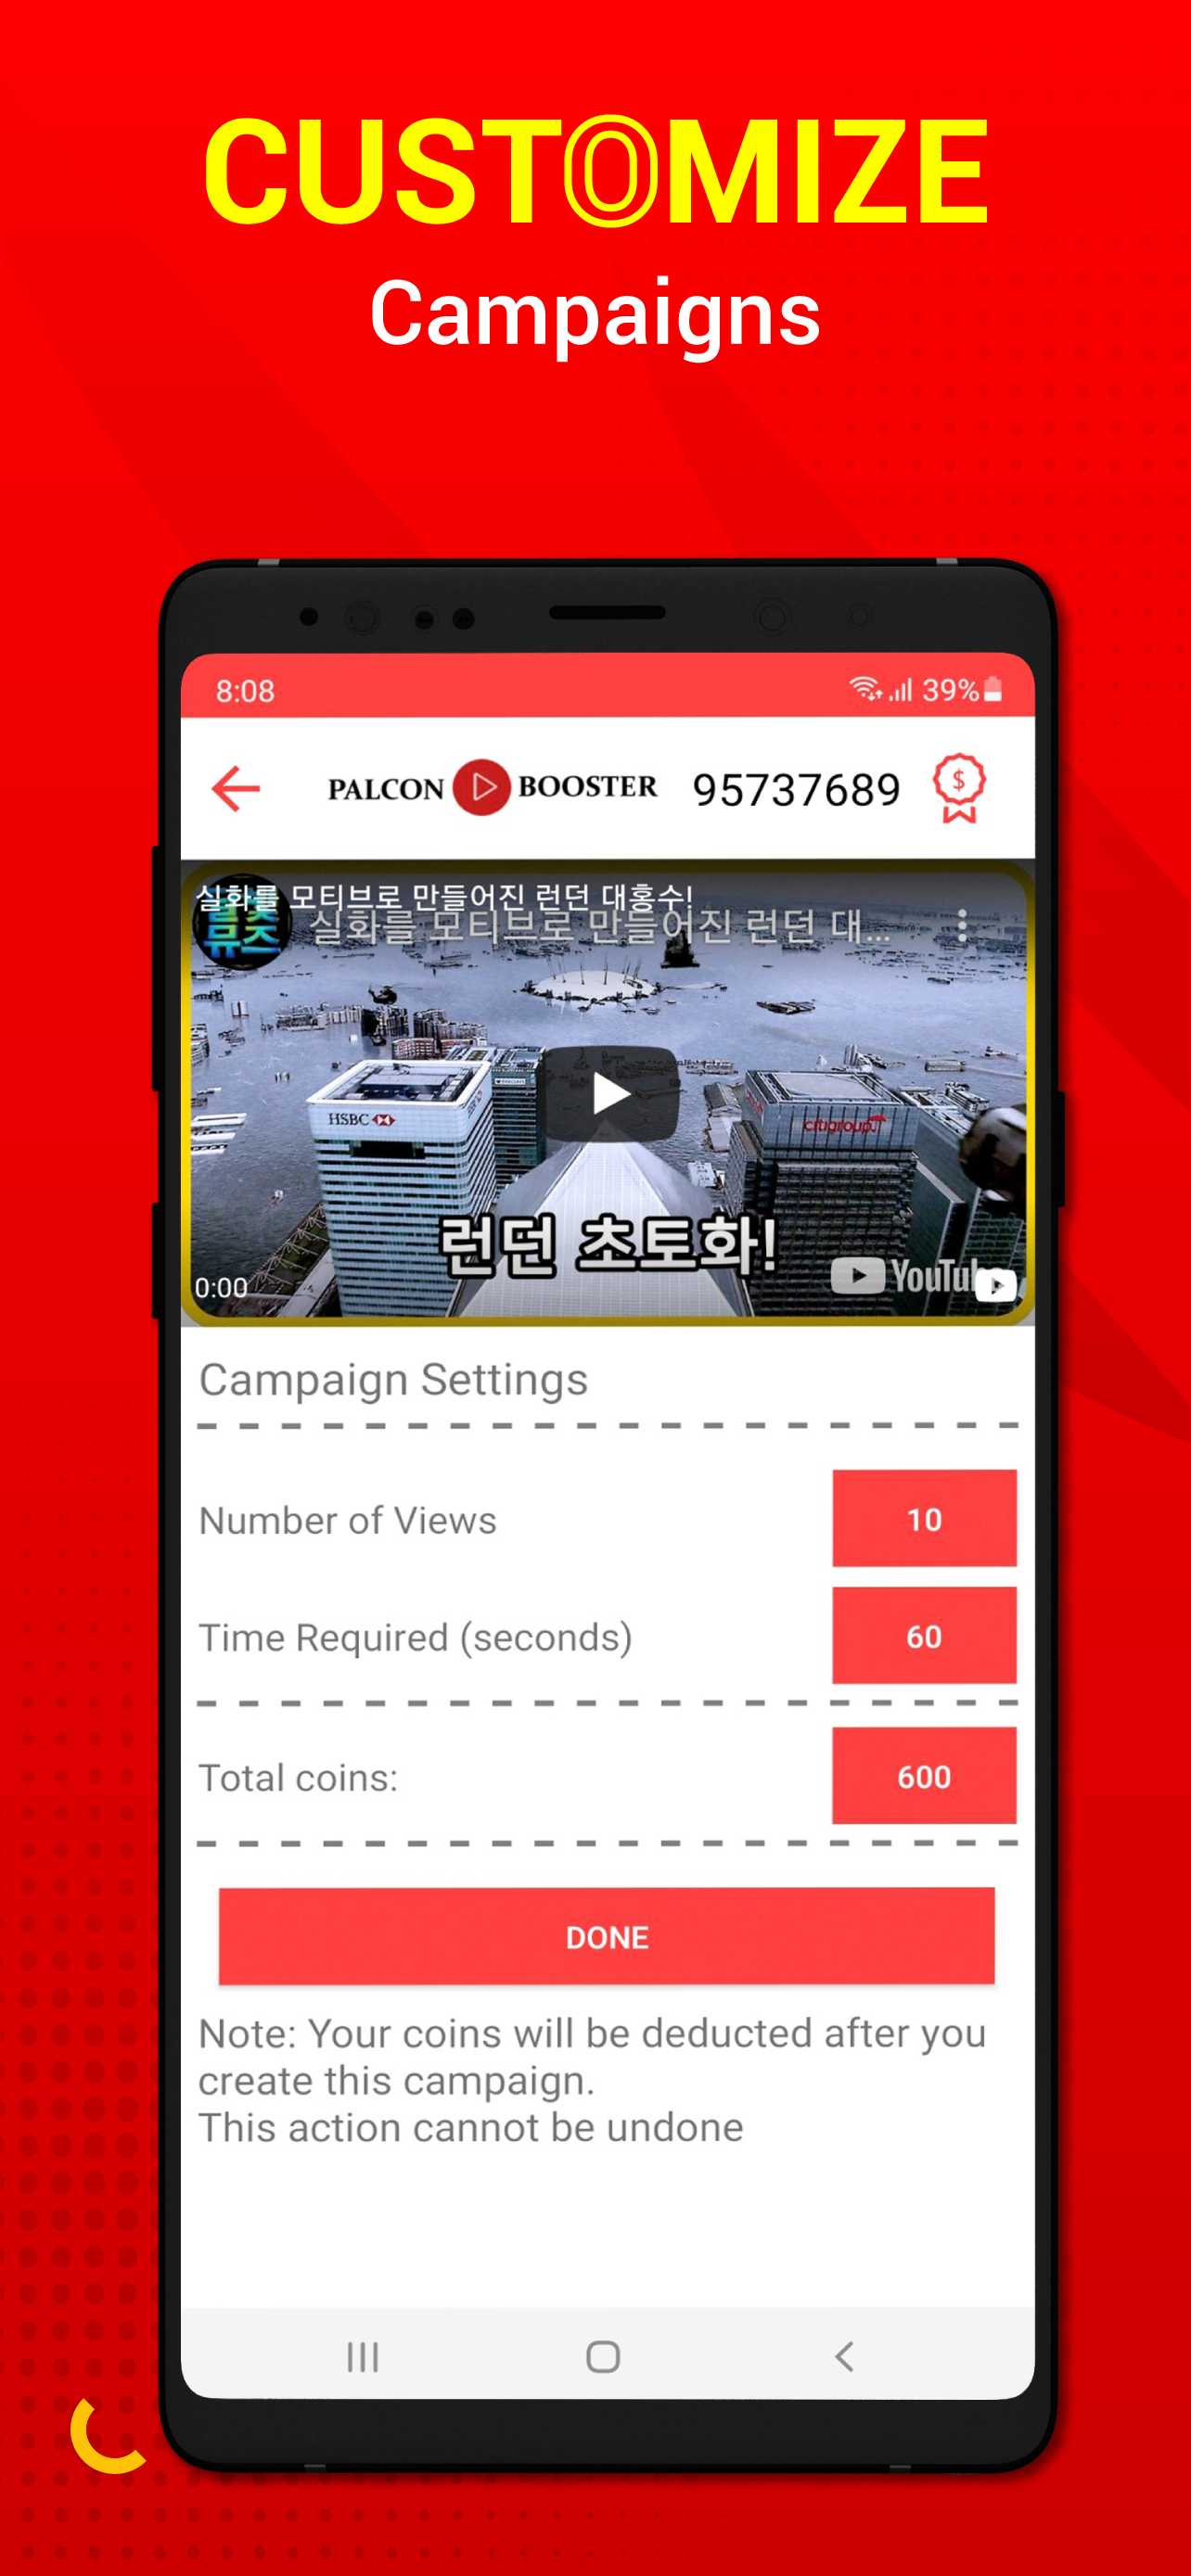 CUSTOMIZE
Campaigns
8:08
39%
PALCON BOOSTER
95737689
$
실화를 모티브로 만들어진 런던 대홍수!
실화를 모티브로 만들어진 런던 대...
뮤즈
HSBC
citigroup
런던 초토화!
0:00
YouTu
Campaign Settings
Number of Views
10
Time Required (seconds)
60
Total coins:
600
DONE
Note: Your coins will be deducted after you
create this campaign.
This action cannot be undone